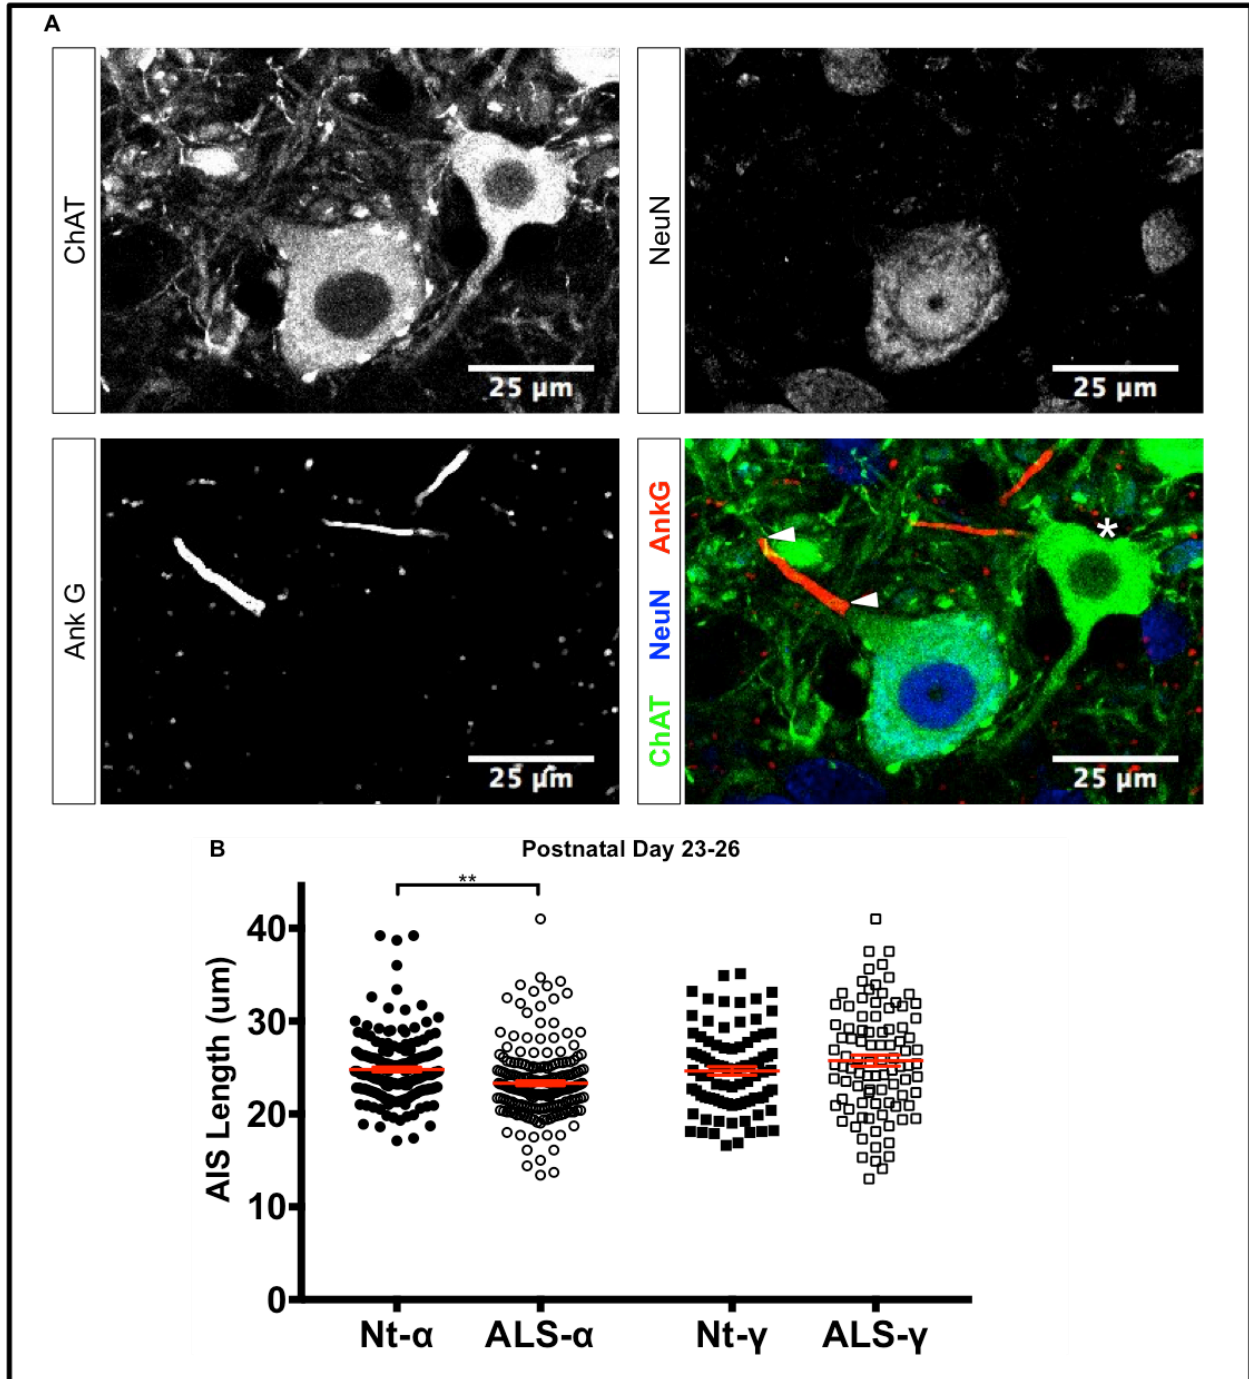 A
ChAT
25 µm
NeuN
25 µm
Ank G
25 µm
ChAT NeuN AnkG
*
25 µm
B
Postnatal Day 23-26
**
AIS Length (um)
40
30
20
10
0
Nt-α ALS-α Nt-γ ALS-γ